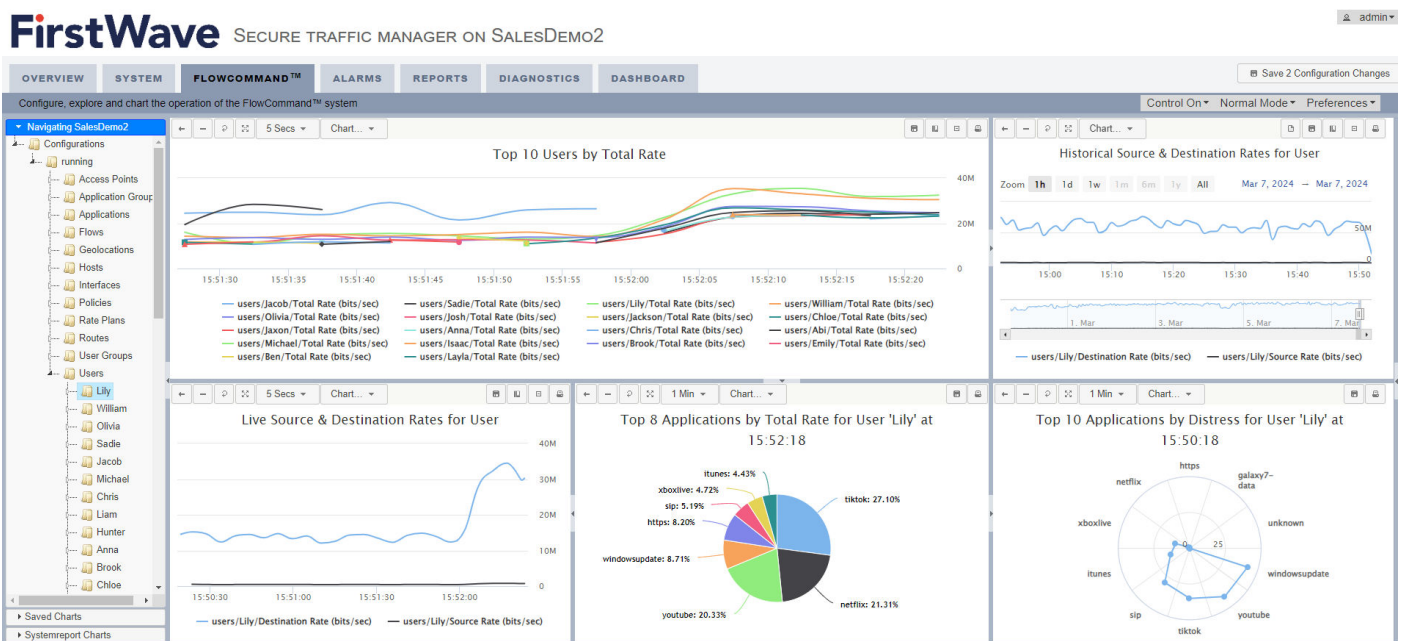 FirstWave SECURE TRAFFIC MANAGER ON SALESDEMO2
admin
OVERVIEW SYSTEM FLOWCOMMAND™ ALARMS REPORTS DIAGNOSTICS DASHBOARD
Save 2 Configuration Changes
Configure, explore and chart the operation of the FlowCommand™ system
Control On Normal Mode Preferences
Navigating SalesDemo2
Configurations
running
Access Points
Application Group
Applications
Flows
Geolocations
Hosts
Interfaces
Policies
Rate Plans
Routes
User Groups
Users
Lily
William
Olivia
Sadie
Jacob
Michael
Chris
Liam
Hunter
Anna
Brook
Chloe
Saved Charts
Systemreport Charts
5 Secs Chart...
Top 10 Users by Total Rate
40M
20M
0
15:51:30 15:51:35 15:51:40 15:51:45 15:51:50 15:51:55 15:52:00 15:52:05 15:52:10 15:52:15 15:52:20
users/Jacob/Total Rate (bits/sec) users/Sadie/Total Rate (bits/sec) users/Lily/Total Rate (bits/sec) users/William/Total Rate (bits/sec)
users/Olivia/Total Rate (bits/sec) users/Josh/Total Rate (bits/sec) users/Jackson/Total Rate (bits/sec) users/Chloe/Total Rate (bits/sec)
users/Jaxon/Total Rate (bits/sec) users/Anna/Total Rate (bits/sec) users/Chris/Total Rate (bits/sec) users/Abi/Total Rate (bits/sec)
users/Michael/Total Rate (bits/sec) users/Isaac/Total Rate (bits/sec) users/Brook/Total Rate (bits/sec) users/Emily/Total Rate (bits/sec)
users/Ben/Total Rate (bits/sec) users/Layla/Total Rate (bits/sec)
Chart...
Historical Source & Destination Rates for User
Zoom 1h 1d 1w 1m 6m 1y All Mar 7, 2024 → Mar 7, 2024
50M
0
15:00 15:10 15:20 15:30 15:40 15:50
1. Mar 3. Mar 5. Mar 7. Mar
users/Lily/Destination Rate (bits/sec) users/Lily/Source Rate (bits/sec)
5 Secs Chart...
Live Source & Destination Rates for User
40M
30M
20M
10M
0
15:50:30 15:51:00 15:51:30 15:52:00
users/Lily/Destination Rate (bits/sec) users/Lily/Source Rate (bits/sec)
1 Min Chart...
Top 8 Applications by Total Rate for User 'Lily' at
15:52:18
itunes: 4.43%
xboxlive: 4.72%
sip: 5.19%
https: 8.20%
windowsupdate: 8.71%
youtube: 20.33%
tiktok: 27.10%
netflix: 21.31%
1 Min Chart...
Top 10 Applications by Distress for User 'Lily' at
15:50:18
https
galaxy7-
data
unknown
windowsupdate
youtube
tiktok
sip
itunes
xboxlive
netflix
0 25